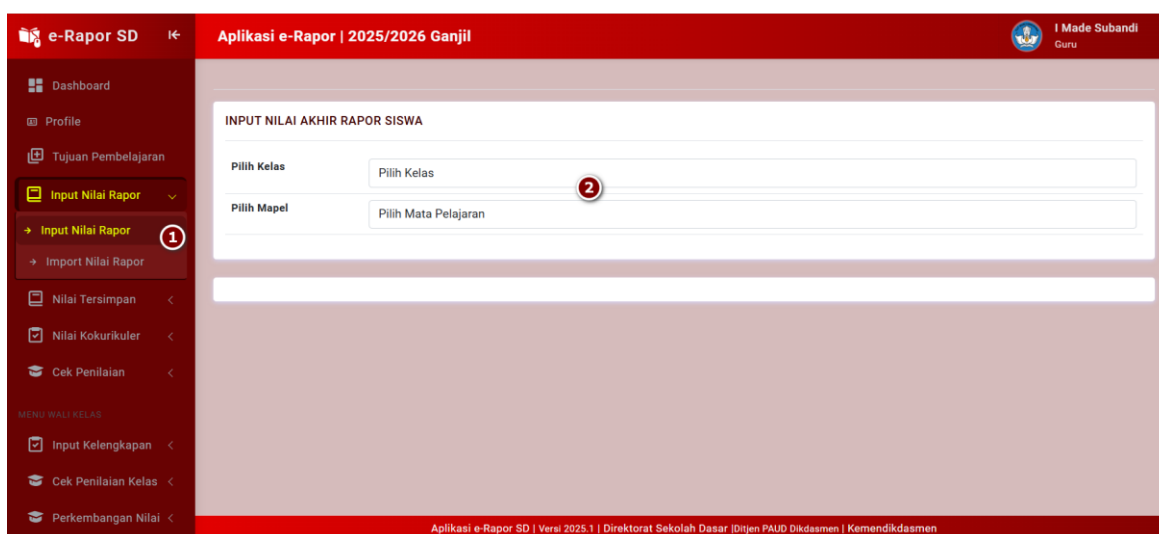 e-Rapor SD
Aplikasi e-Rapor | 2025/2026 Ganjil
I Made Subandi
Guru
Dashboard
Profile
Tujuan Pembelajaran
Input Nilai Rapor
Input Nilai Rapor
1
Import Nilai Rapor
Nilai Tersimpan
Nilai Kokurikuler
Cek Penilaian
MENU WALI KELAS
Input Kelengkapan
Cek Penilaian Kelas
Perkembangan Nilai
INPUT NILAI AKHIR RAPOR SISWA
Pilih Kelas
Pilih Kelas
2
Pilih Mapel
Pilih Mata Pelajaran
Aplikasi e-Rapor SD | Versi 2025.1 | Direktorat Sekolah Dasar |Ditjen PAUD Dikdasmen | Kemendikdasmen